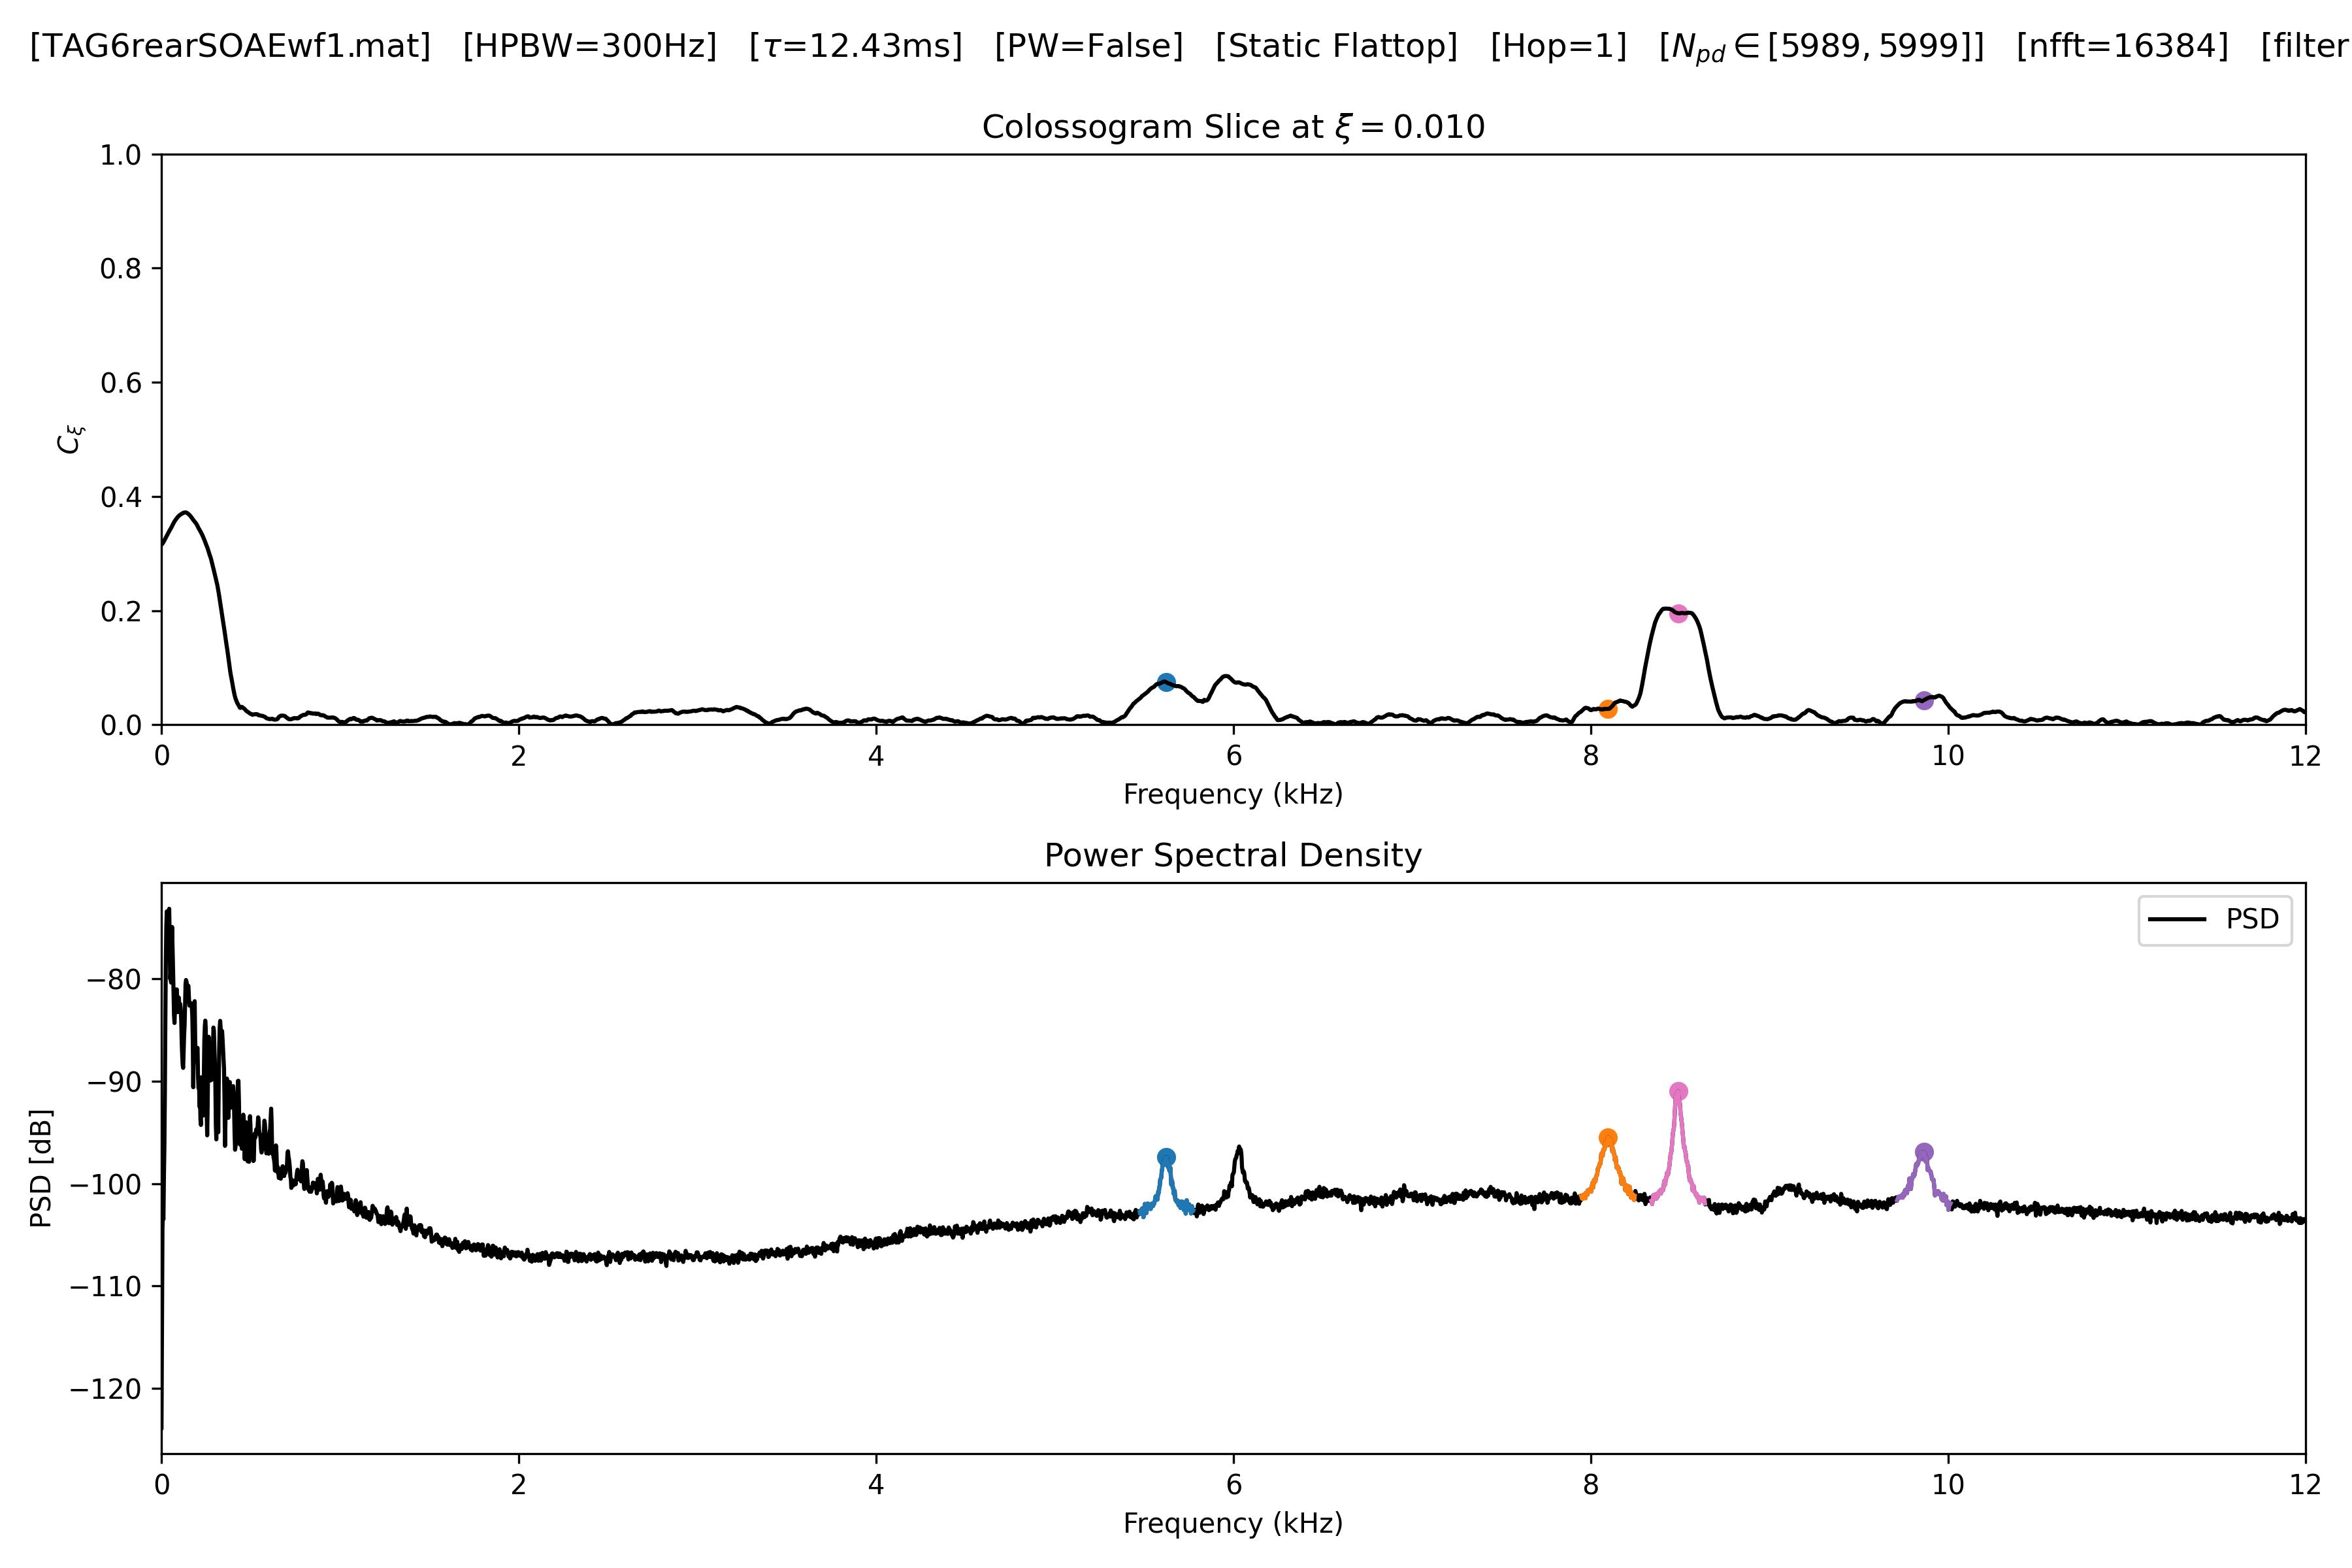 [TAG6rearSOAEwf1.mat] [HPBW=300Hz] [τ=12.43ms] [PW=False] [Static Flattop] [Hop=1] [N_pd ∈ [5989, 5999]] [nfft=16384] [filter
Colossogram Slice at ξ = 0.010
1.0
0.8
0.6
0.4
0.2
0.0
C_ξ
0 2 4 6 8 10 12
Frequency (kHz)
Power Spectral Density
PSD
−80
−90
−100
−110
−120
PSD [dB]
0 2 4 6 8 10 12
Frequency (kHz)